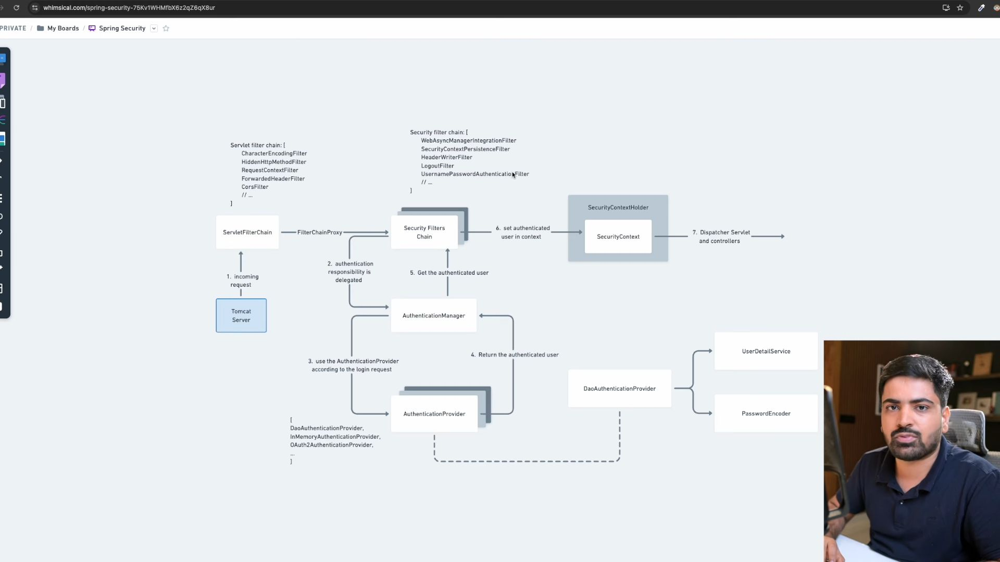 whimsical.com/spring-security-75Kv1WHMfbX6z2qZ6qX8ur
PRIVATE / My Boards / Spring Security
Servlet filter chain: [
CharacterEncodingFilter
HiddenHttpMethodFilter
RequestContextFilter
ForwardedHeaderFilter
CorsFilter
// ...
]
Security filter chain: [
WebAsyncManagerIntegrationFilter
SecurityContextPersistenceFilter
HeaderWriterFilter
LogoutFilter
UsernamePasswordAuthenticationFilter
// ...
]
ServletFilterChain
FilterChainProxy
Security Filters
Chain
6. set authenticated
user in context
SecurityContextHolder
SecurityContext
7. Dispatcher Servlet
and controllers
1. incoming
request
Tomcat
Server
2. authentication
responsibility is
delegated
5. Get the authenticated user
AuthenticationManager
3. use the AuthenticationProvider
according to the login request
4. Return the authenticated user
AuthenticationProvider
[
DaoAuthenticationProvider,
InMemoryAuthenticationProvider,
OAuth2AuthenticationProvider,
...
]
DaoAuthenticationProvider
UserDetailService
PasswordEncoder